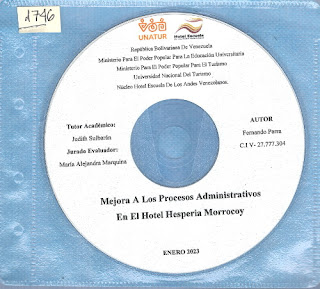 d746
UNATUR
Hotel Escuela
República Bolivariana De Venezuela
Ministerio Para El Poder Popular Para La Educación Universitaria
Ministerio Para El Poder Popular Para El Turismo
Universidad Nacional Del Turismo
Núcleo Hotel Escuela De Los Andes Venezolanos.
Tutor Académico:
Judith Sulbarán
Jurado Evaluador:
María Alejandra Marquina
AUTOR
Fernando Parra
C.I V- 27.777.304
Mejora A Los Procesos Administrativos
En El Hotel Hesperia Morrocoy
ENERO 2023